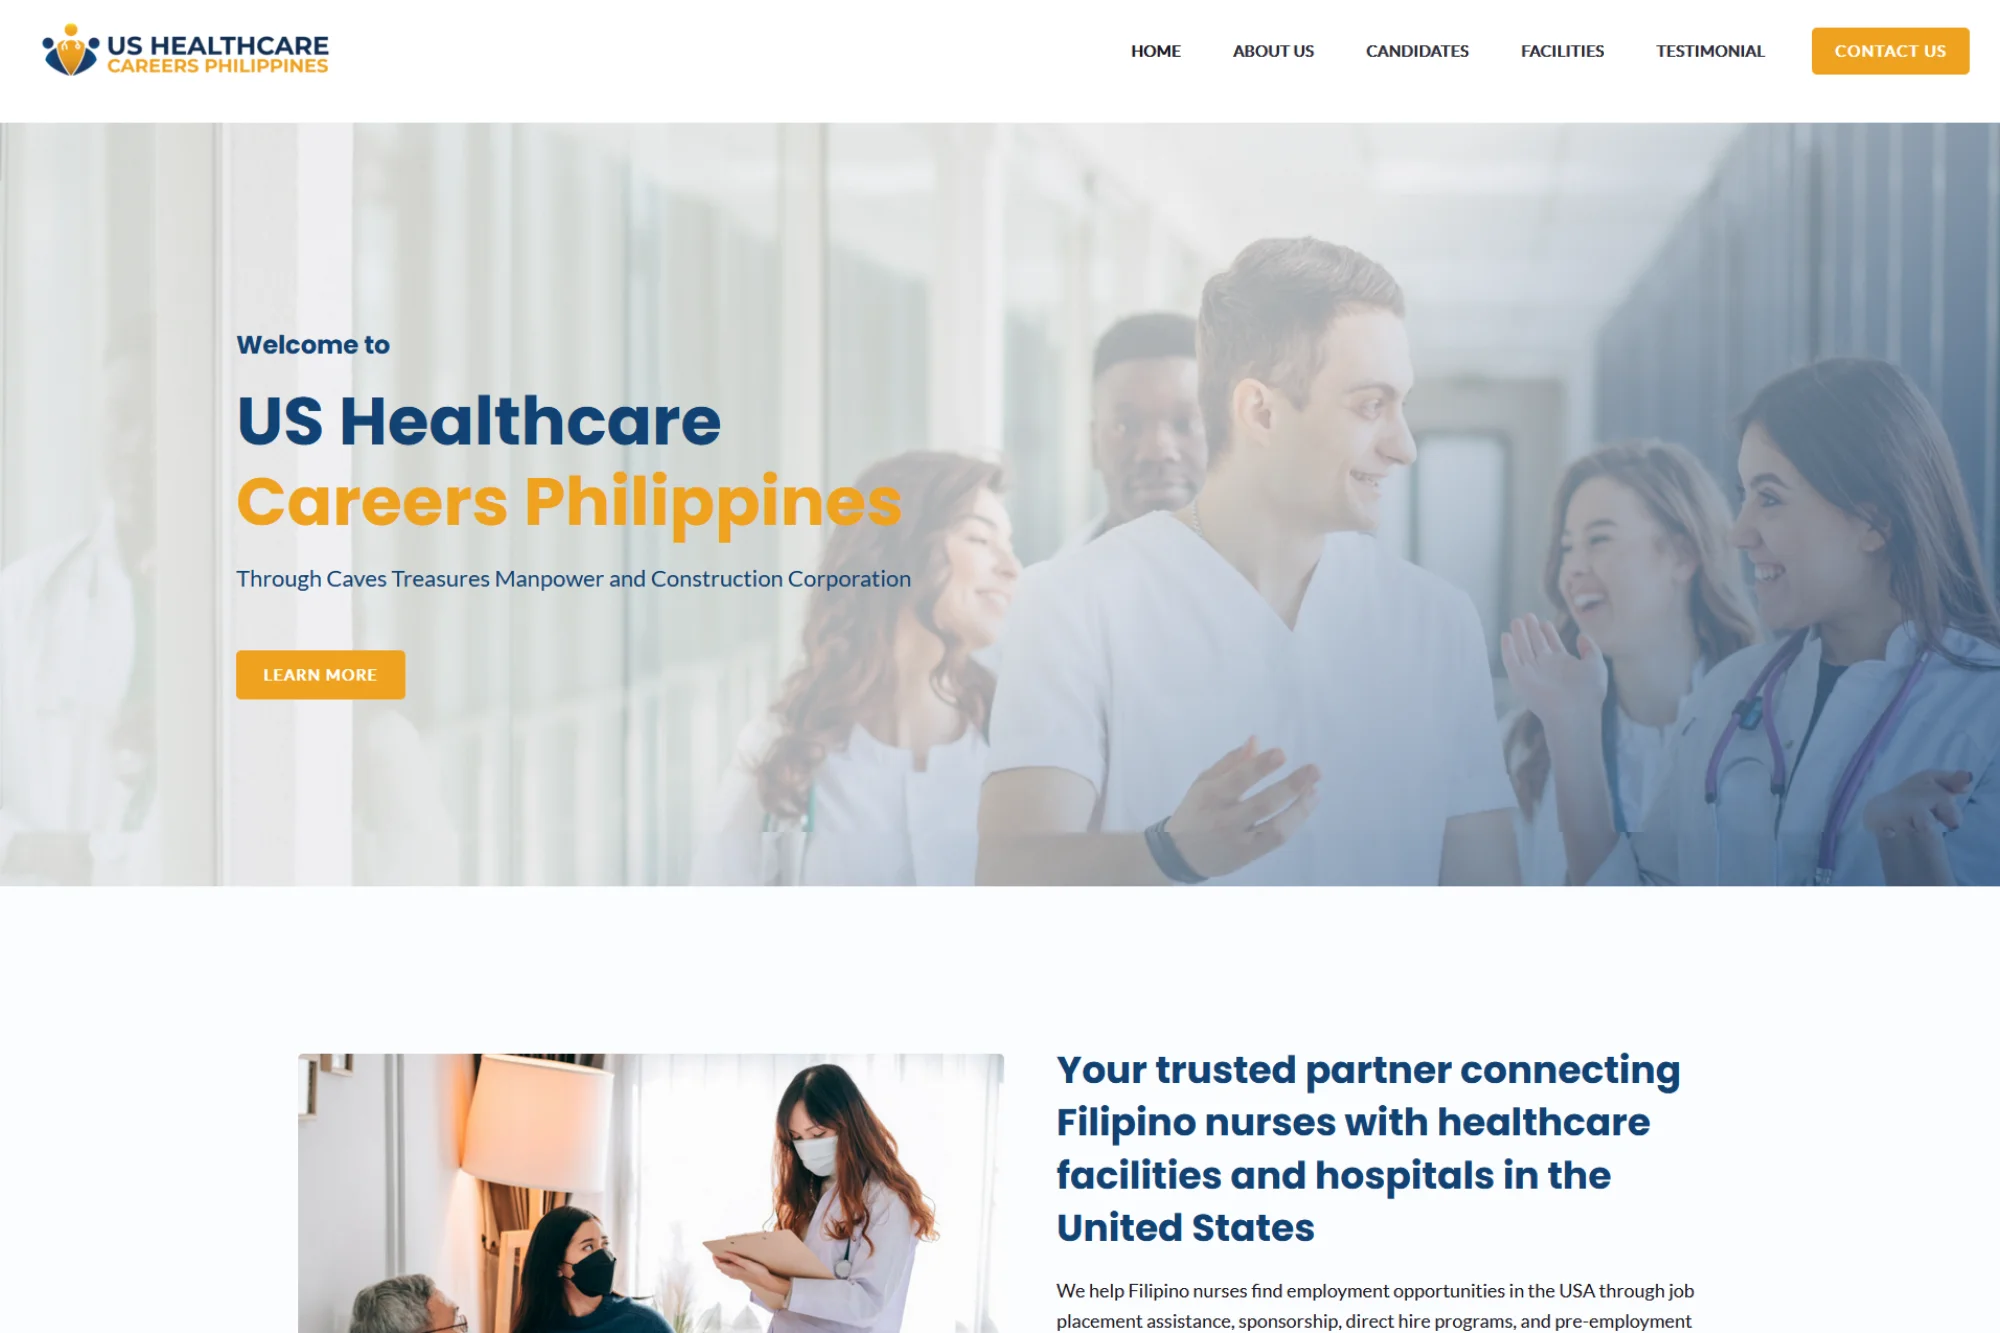 US HEALTHCARE
CAREERS PHILIPPINES
HOME
ABOUT US
CANDIDATES
FACILITIES
TESTIMONIAL
CONTACT US
Welcome to
US Healthcare
Careers Philippines
Through Caves Treasures Manpower and Construction Corporation
LEARN MORE
Your trusted partner connecting
Filipino nurses with healthcare
facilities and hospitals in the
United States
We help Filipino nurses find employment opportunities in the USA through job
placement assistance, sponsorship, direct hire programs, and pre-employment